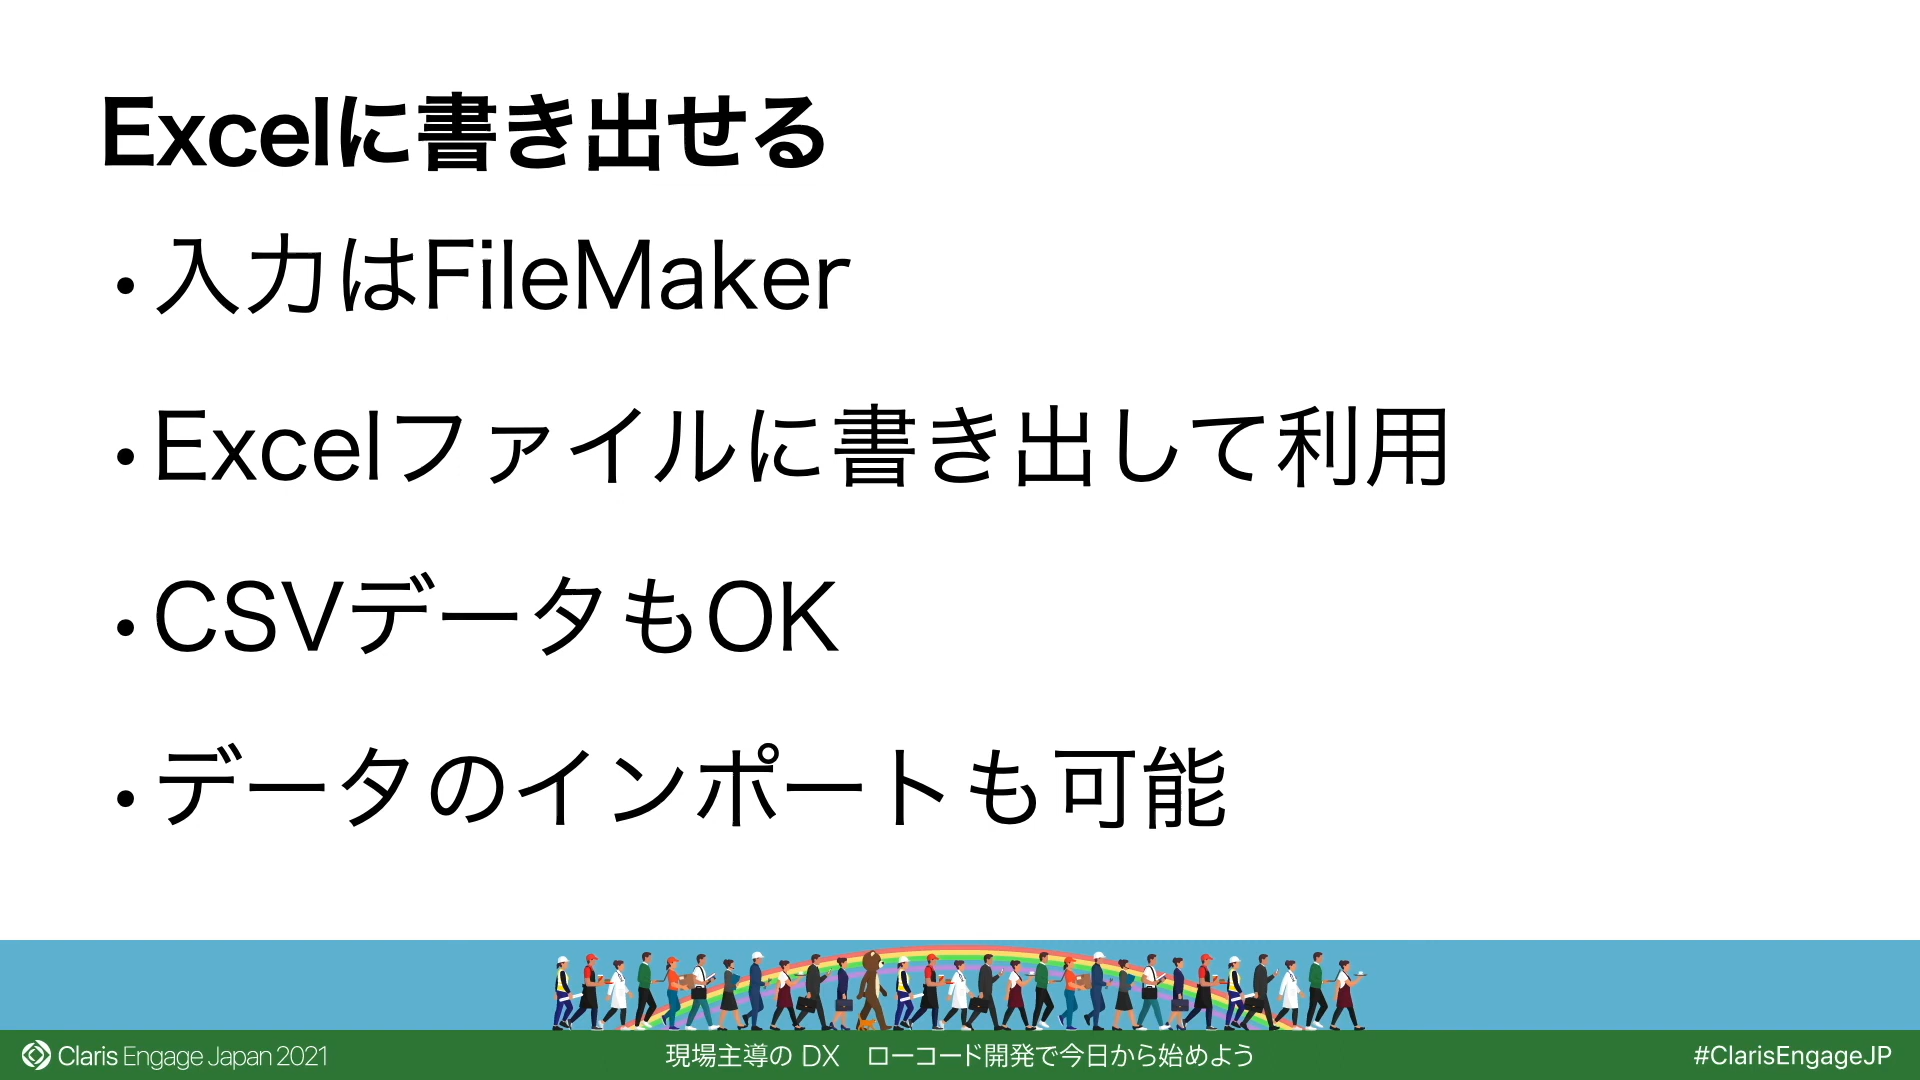 Excelに書き出せる
• 入力はFileMaker
• Excelファイルに書き出して利用
• CSVデータもOK
• データのインポートも可能
Claris Engage Japan 2021
現場主導の DX　ローコード開発で今日から始めよう
#ClarisEngageJP